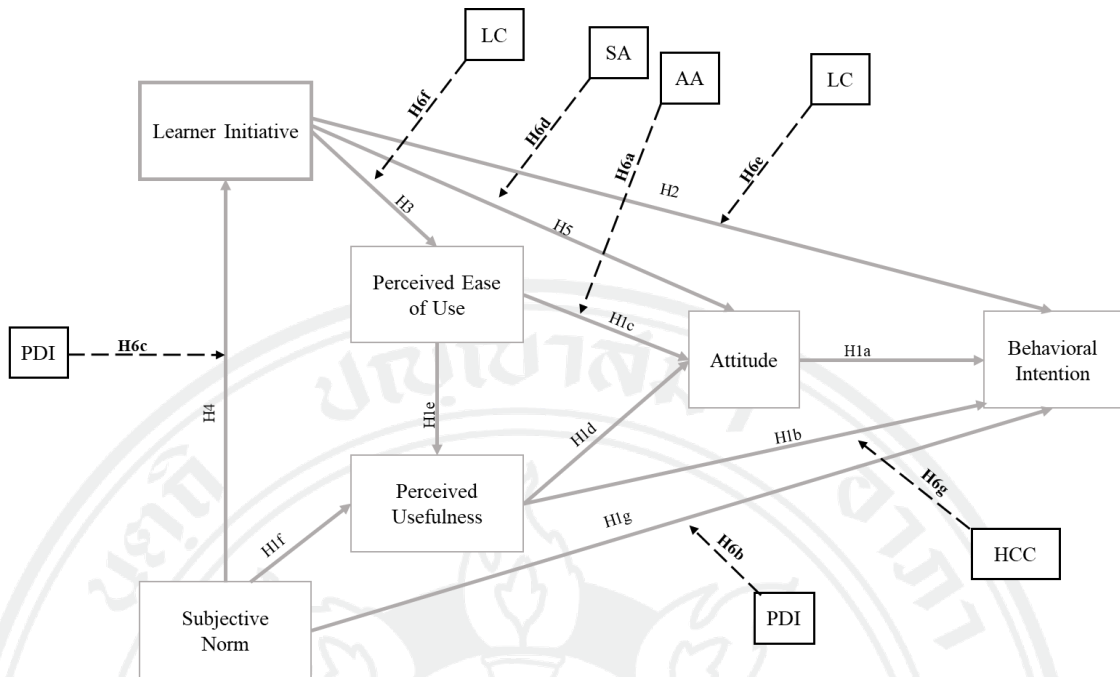 LC
SA
AA
LC
Learner Initiative
H6f
H6d
H6a
H6e
H2
H3
H5
Perceived Ease
of Use
H1c
PDI
H6c
Attitude
H1a
Behavioral
Intention
H4
H1e
H1d
H1b
Perceived
Usefulness
H6g
H1f
H1g
H6b
HCC
Subjective
Norm
PDI